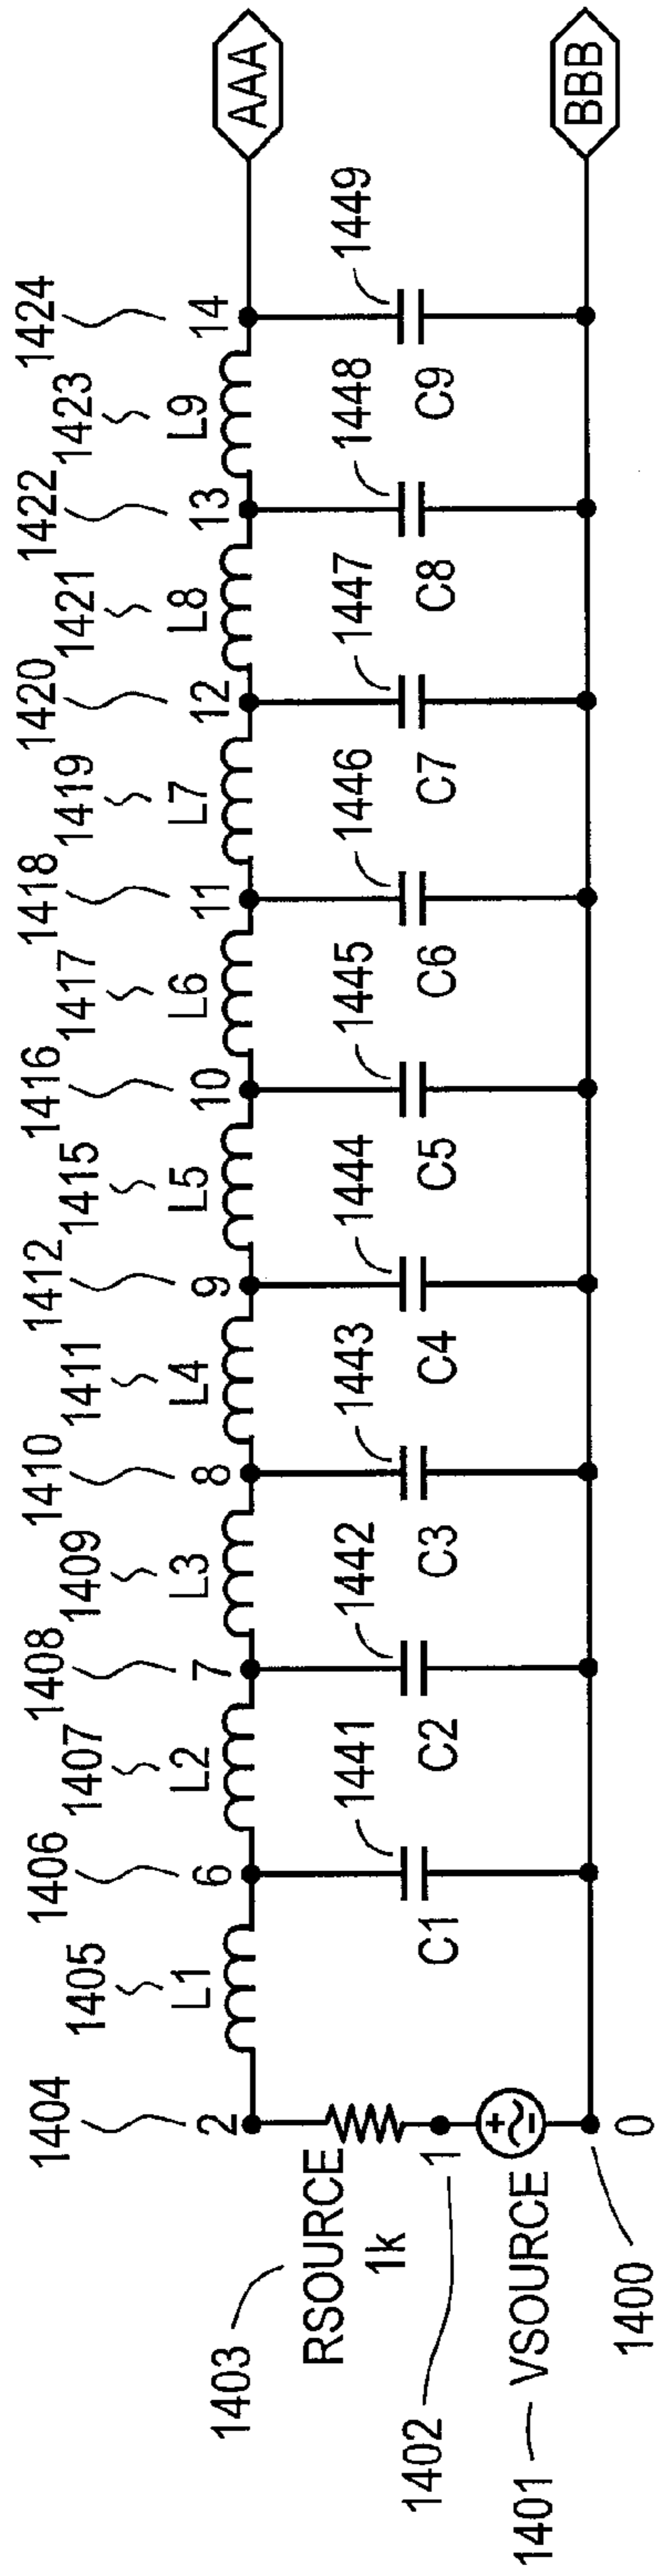 1404 1405 1406 1407 1408 1409 1410 1411 1412 1415 1416 1417 1418 1419 1420 1421 1422 1423 1424
2 L1 6 L2 7 L3 8 L4 9 L5 10 L6 11 L7 12 L8 13 L9 14 AAA
1403 RSOURCE
1k
1441 1442 1443 1444 1445 1446 1447 1448 1449
C1 C2 C3 C4 C5 C6 C7 C8 C9
1402 1
1401 VSOURCE
BBB
1400 0